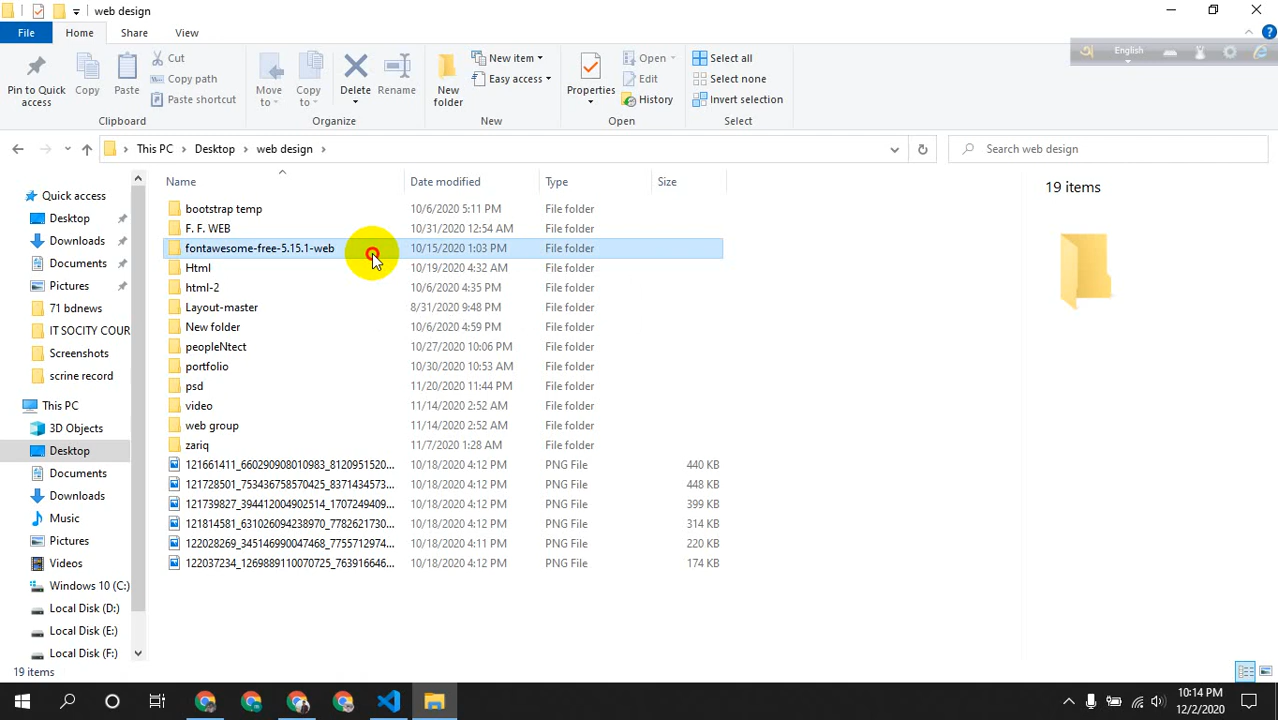 web design
File
Home
Share
View
English
Pin to Quick access
Copy
Paste
Cut
Copy path
Paste shortcut
Clipboard
Move to
Copy to
Delete
Rename
Organize
New folder
New item
Easy access
New
Properties
Open
Edit
History
Open
Select all
Select none
Invert selection
Select
This PC
Desktop
web design
Search web design
Name
Date modified
Type
Size
19 items
bootstrap temp 10/6/2020 5:11 PM File folder
F. F. WEB 10/31/2020 12:54 AM File folder
fontawesome-free-5.15.1-web 10/15/2020 1:03 PM File folder
Html 10/19/2020 4:32 AM File folder
html-2 10/6/2020 4:35 PM File folder
Layout-master 8/31/2020 9:48 PM File folder
New folder 10/6/2020 4:59 PM File folder
peopleNtect 10/27/2020 10:06 PM File folder
portfolio 10/30/2020 10:53 AM File folder
psd 11/20/2020 11:44 PM File folder
video 11/14/2020 2:52 AM File folder
web group 11/14/2020 2:52 AM File folder
zariq 11/7/2020 1:28 AM File folder
121661411_660290908010983_8120951520... 10/18/2020 4:12 PM PNG File 440 KB
121728501_753436758570425_8371434573... 10/18/2020 4:12 PM PNG File 448 KB
121739827_394412004902514_1707249409... 10/18/2020 4:12 PM PNG File 399 KB
121814581_631026094238970_7782621730... 10/18/2020 4:12 PM PNG File 314 KB
122028269_345146990047468_7755712974... 10/18/2020 4:11 PM PNG File 220 KB
122037234_1269889110070725_763916646... 10/18/2020 4:12 PM PNG File 174 KB
Quick access
Desktop
Downloads
Documents
Pictures
71 bdnews
IT SOCITY COUR
Screenshots
scrine record
This PC
3D Objects
Desktop
Documents
Downloads
Music
Pictures
Videos
Windows 10 (C:)
Local Disk (D:)
Local Disk (E:)
Local Disk (F:)
19 items
10:14 PM
12/2/2020